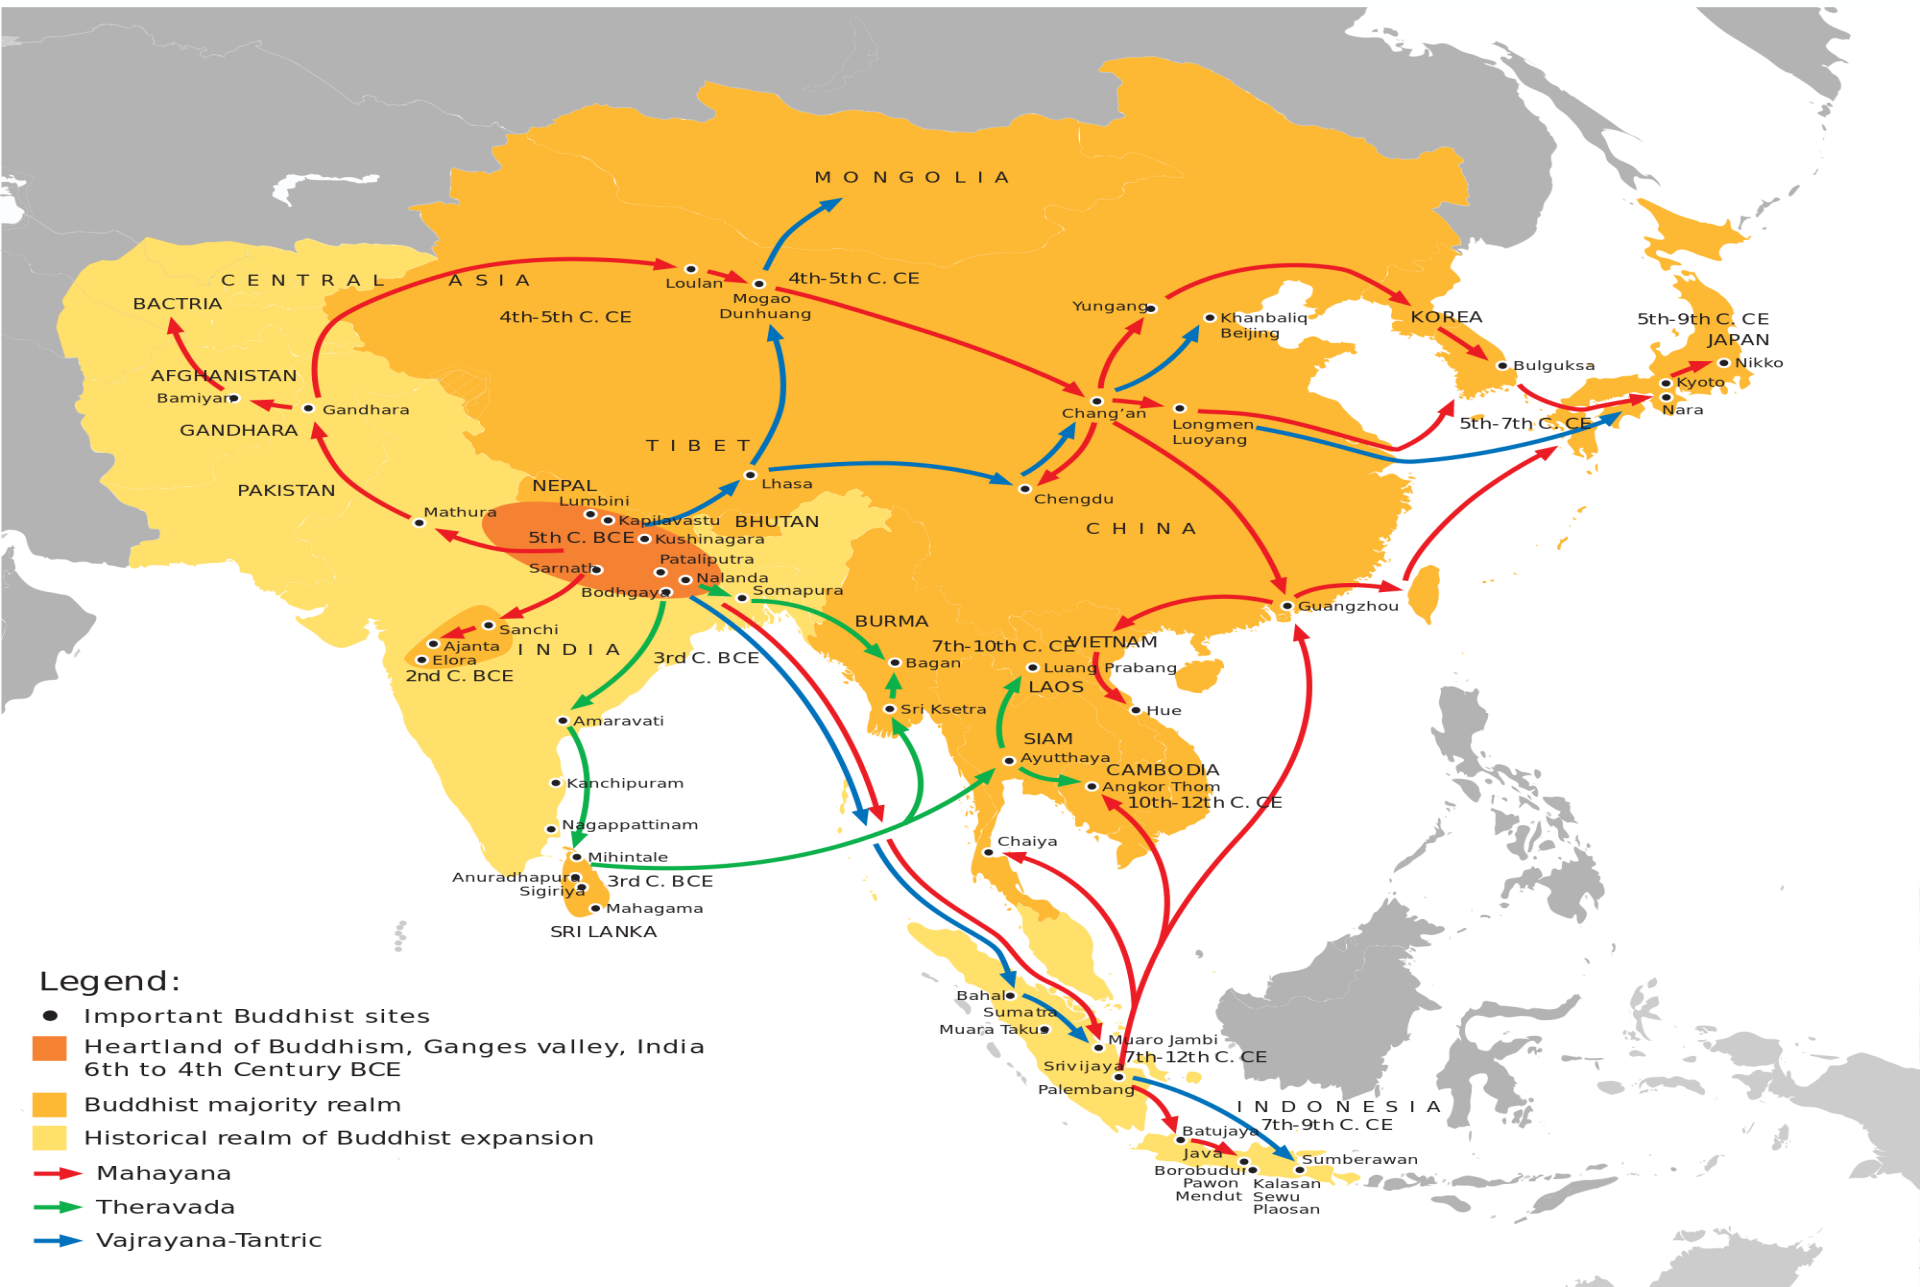 MONGOLIA
CENTRAL ASIA
BACTRIA
4th-5th C. CE
Loulan
Mogao
Dunhuang
4th-5th C. CE
Yungang
Khanbaliq
Beijing
KOREA
5th-9th C. CE
JAPAN
Bulguksa
Nikko
Kyoto
Nara
5th-7th C. CE
AFGHANISTAN
Bamiyan
Gandhara
GANDHARA
Chang'an
Longmen
Luoyang
TIBET
Lhasa
Chengdu
CHINA
PAKISTAN
Mathura
NEPAL
Lumbini
Kapilavastu
BHUTAN
5th C. BCE
Kushinagara
Pataliputra
Sarnath
Nalanda
Bodhgaya
Somapura
Guangzhou
BURMA
Sanchi
Ajanta
Elora
INDIA
2nd C. BCE
3rd C. BCE
7th-10th C. CE
VIETNAM
Bagan
Luang Prabang
LAOS
Sri Ksetra
Hue
Amaravati
SIAM
Ayutthaya
CAMBODIA
Angkor Thom
10th-12th C. CE
Kanchipuram
Nagappattinam
Chaiya
Mihintale
Anuradhapura
Sigiriya
3rd C. BCE
Mahagama
SRI LANKA
Bahal
Sumatra
Muara Takus
Muaro Jambi
7th-12th C. CE
Srivijaya
Palembang
INDONESIA
7th-9th C. CE
Batujaya
Java
Sumberawan
Borobudur
Pawon
Mendut
Kalasan
Sewu
Plaosan
Legend:
Important Buddhist sites
Heartland of Buddhism, Ganges valley, India
6th to 4th Century BCE
Buddhist majority realm
Historical realm of Buddhist expansion
Mahayana
Theravada
Vajrayana-Tantric